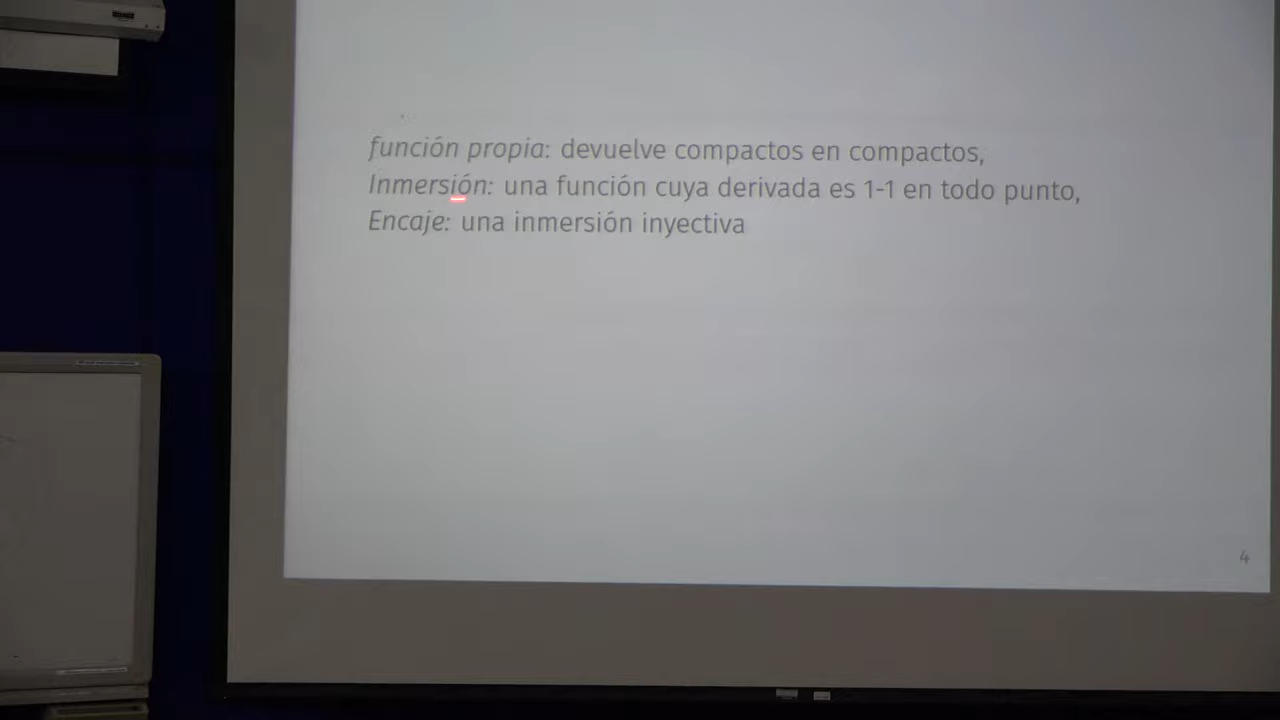 función propia: devuelve compactos en compactos,
Inmersión: una función cuya derivada es 1-1 en todo punto,
Encaje: una inmersión inyectiva
4